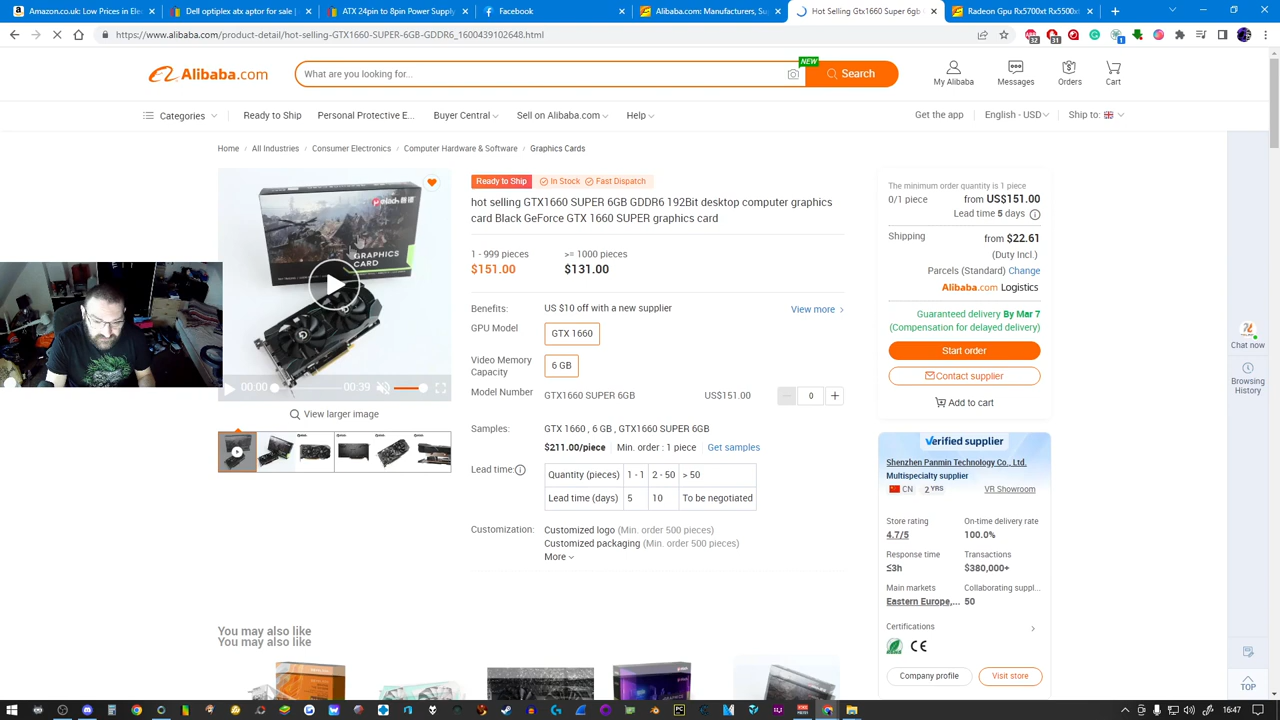 Amazon.co.uk: Low Prices in Elec
Dell optiplex atx aptor for sale |
ATX 24pin to 8pin Power Supply
Facebook
Alibaba.com: Manufacturers, Su
Hot Selling Gtx1660 Super 6gb
Radeon Gpu Rx5700xt Rx5500xt
https://www.alibaba.com/product-detail/hot-selling-GTX1660-SUPER-6GB-GDDR6_1600439102648.html
32
31
1
Alibaba.com
What are you looking for...
NEW
Search
My Alibaba
Messages
Orders
Cart
Categories
Ready to Ship
Personal Protective E...
Buyer Central
Sell on Alibaba.com
Help
Get the app
English - USD
Ship to:
Home / All Industries / Consumer Electronics / Computer Hardware & Software / Graphics Cards
GRAPHICS
CARD
00:00
00:39
View larger image
Ready to Ship
In Stock
Fast Dispatch
hot selling GTX1660 SUPER 6GB GDDR6 192Bit desktop computer graphics
card Black GeForce GTX 1660 SUPER graphics card
1 - 999 pieces
>= 1000 pieces
$151.00
$131.00
Benefits:
US $10 off with a new supplier
View more
GPU Model
GTX 1660
Video Memory
Capacity
6 GB
Model Number
GTX1660 SUPER 6GB
US$151.00
0
Samples:
GTX 1660 , 6 GB , GTX1660 SUPER 6GB
$211.00/piece | Min. order : 1 piece | Get samples
Lead time:
Quantity (pieces) 1 - 1 2 - 50 > 50
Lead time (days) 5 10 To be negotiated
Customization:
Customized logo (Min. order 500 pieces)
Customized packaging (Min. order 500 pieces)
More
The minimum order quantity is 1 piece
0/1 piece
from US$151.00
Lead time 5 days
Shipping
from $22.61
(Duty Incl.)
Parcels (Standard) Change
Alibaba.com Logistics
Guaranteed delivery By Mar 7
(Compensation for delayed delivery)
Start order
Contact supplier
Add to cart
Verified supplier
Shenzhen Panmin Technology Co., Ltd.
Multispecialty supplier
CN
2 YRS
VR Showroom
Store rating
On-time delivery rate
4.7/5
100.0%
Response time
Transactions
≤3h
$380,000+
Main markets
Collaborating suppl...
Eastern Europe,...
50
Certifications
CE
Company profile
Visit store
Chat now
Browsing
History
TOP
You may also like
You may also like
16:47